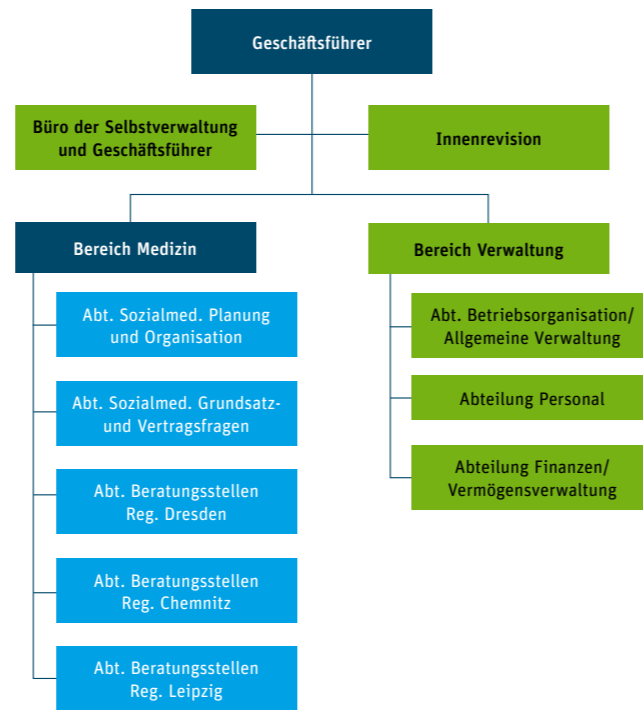 Geschäftsführer
Büro der Selbstverwaltung
und Geschäftsführer
Innenrevision
Bereich Medizin
Abt. Sozialmed. Planung
und Organisation
Abt. Sozialmed. Grundsatz-
und Vertragsfragen
Abt. Beratungsstellen
Reg. Dresden
Abt. Beratungsstellen
Reg. Chemnitz
Abt. Beratungsstellen
Reg. Leipzig
Bereich Verwaltung
Abt. Betriebsorganisation/
Allgemeine Verwaltung
Abteilung Personal
Abteilung Finanzen/
Vermögensverwaltung